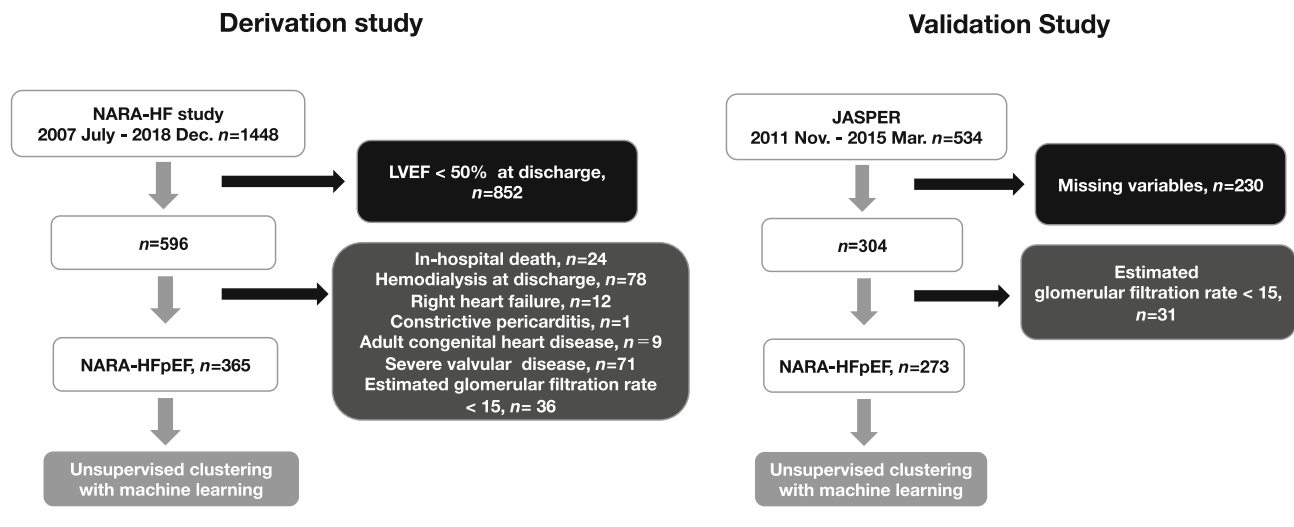 Derivation study
NARA-HF study
2007 July - 2018 Dec. n=1448
LVEF < 50% at discharge,
n=852
n=596
In-hospital death, n=24
Hemodialysis at discharge, n=78
Right heart failure, n=12
Constrictive pericarditis, n=1
Adult congenital heart disease, n=9
Severe valvular disease, n=71
Estimated glomerular filtration rate
< 15, n= 36
NARA-HFpEF, n=365
Unsupervised clustering
with machine learning
Validation Study
JASPER
2011 Nov. - 2015 Mar. n=534
Missing variables, n=230
n=304
Estimated
glomerular filtration rate < 15,
n=31
NARA-HFpEF, n=273
Unsupervised clustering
with machine learning